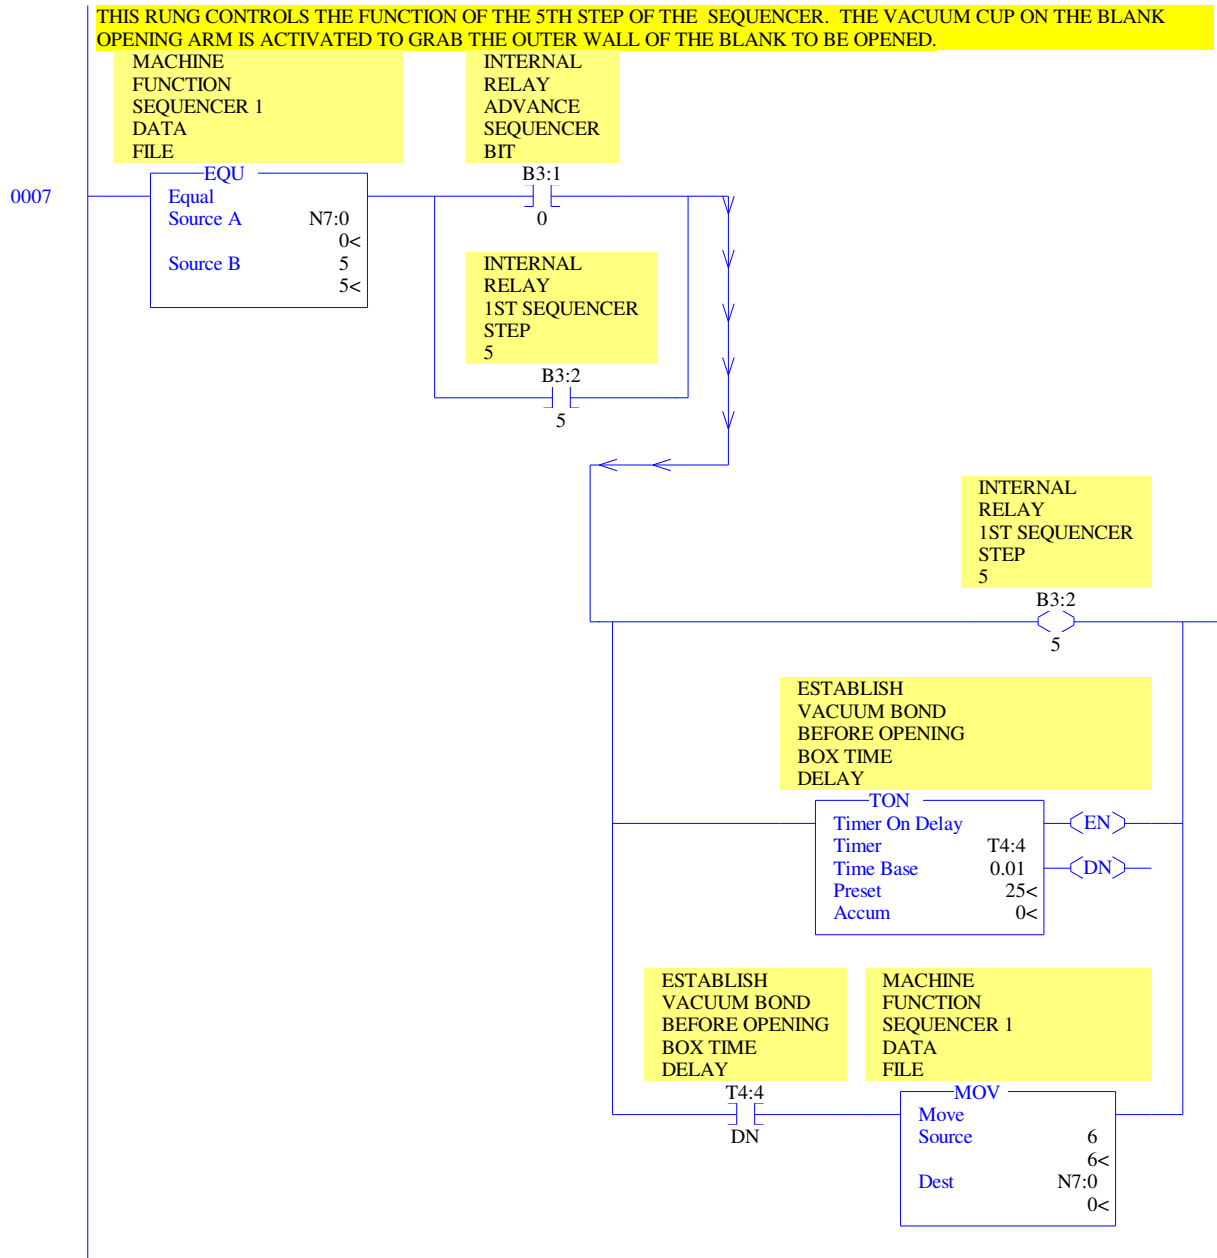 THIS RUNG CONTROLS THE FUNCTION OF THE 5TH STEP OF THE  SEQUENCER.  THE VACUUM CUP ON THE BLANK
OPENING ARM IS ACTIVATED TO GRAB THE OUTER WALL OF THE BLANK TO BE OPENED.
MACHINE
FUNCTION
SEQUENCER 1
DATA
FILE
INTERNAL
RELAY
ADVANCE
SEQUENCER
BIT
0007
EQU
Equal
Source A N7:0
0<
Source B 5
5<
B3:1
0
INTERNAL
RELAY
1ST SEQUENCER
STEP
5
B3:2
5
INTERNAL
RELAY
1ST SEQUENCER
STEP
5
B3:2
5
ESTABLISH
VACUUM BOND
BEFORE OPENING
BOX TIME
DELAY
TON
Timer On Delay
Timer T4:4
Time Base 0.01
Preset 25<
Accum 0<
EN
DN
ESTABLISH
VACUUM BOND
BEFORE OPENING
BOX TIME
DELAY
T4:4
DN
MACHINE
FUNCTION
SEQUENCER 1
DATA
FILE
MOV
Move
Source 6
6<
Dest N7:0
0<